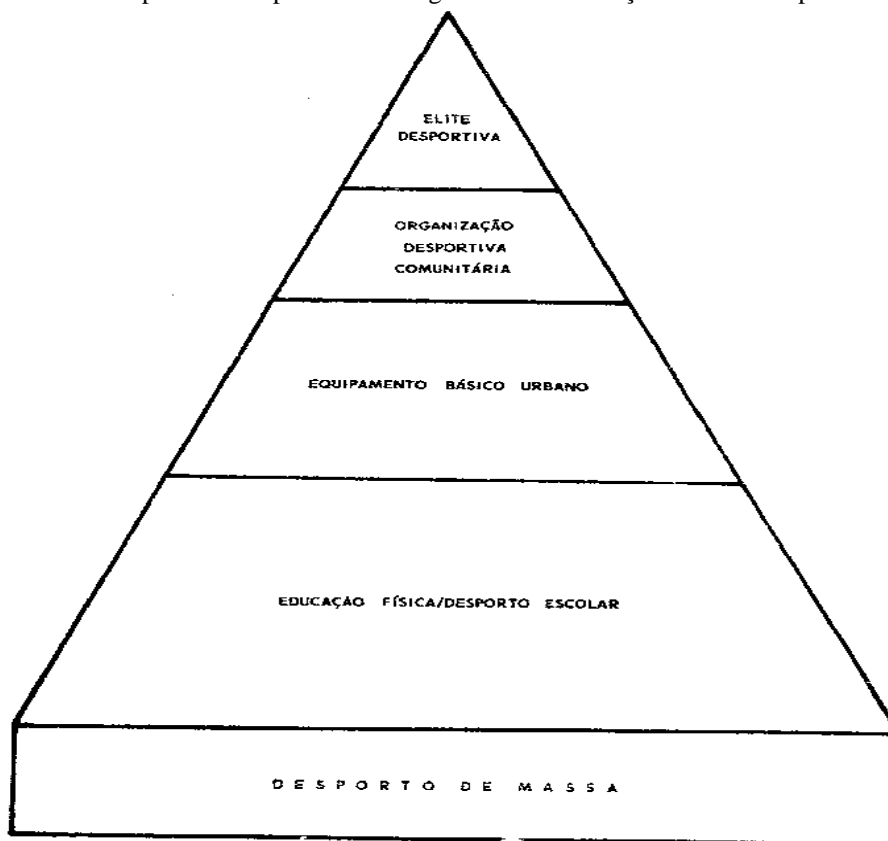 ELITE
DESPORTIVA
ORGANIZAÇÃO
DESPORTIVA
COMUNITÁRIA
EQUIPAMENTO BÁSICO URBANO
EDUCAÇÃO FÍSICA/DESPORTO ESCOLAR
DESPORTO DE MASSA